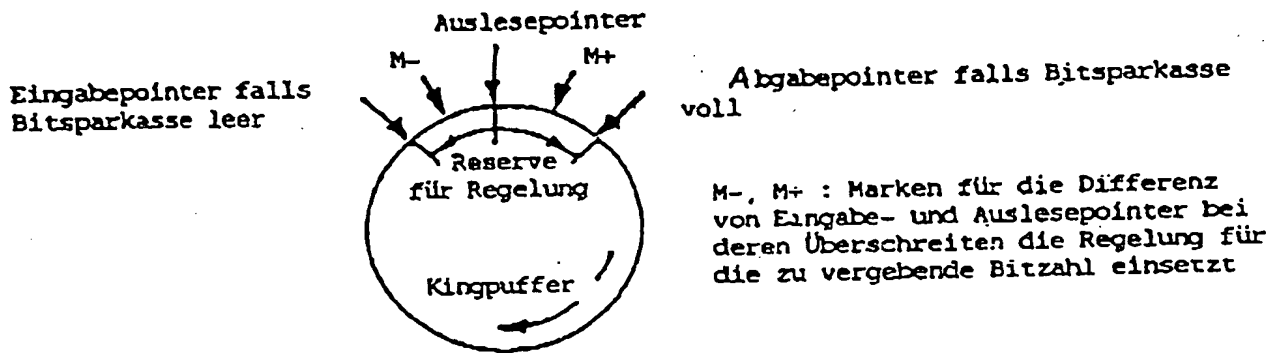 Auslesepointer
M-
M+
Eingabepointer falls
Bitsparkasse leer
Abgabepointer falls Bitsparkasse
voll
Reserve
für Regelung
M-, M+ : Marken für die Differenz
von Eingabe- und Auslesepointer bei
deren Überschreiten die Regelung für
die zu vergebende Bitzahl einsetzt
Kingpuffer